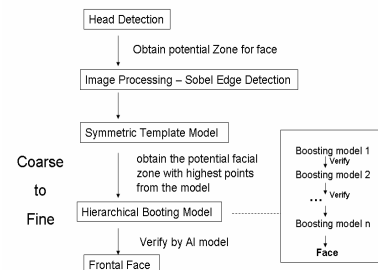 Head Detection
Obtain potential Zone for face
Image Processing – Sobel Edge Detection
Symmetric Template Model
Coarse
to
Fine
obtain the potential facial
zone with highest points
from the model
Hierarchical Booting Model
Verify by AI model
Frontal Face
Boosting model 1
Verify
Boosting model 2
Verify
...
Boosting model n
Face